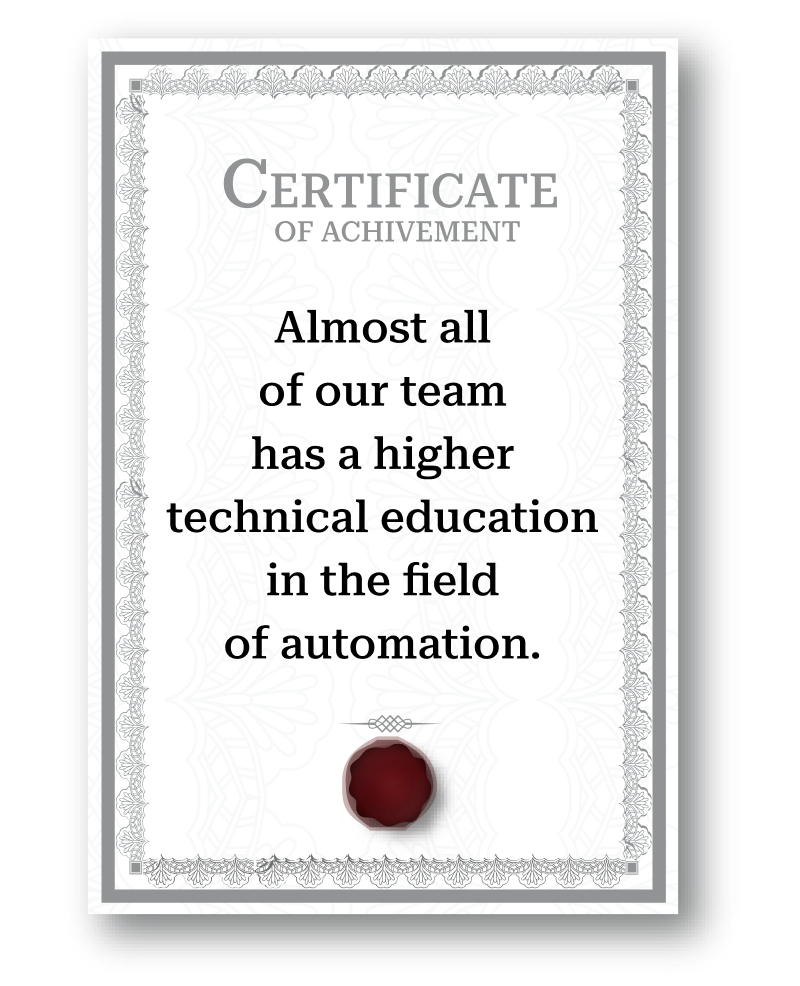 CERTIFICATE
OF ACHIVEMENT
Almost all
of our team
has a higher
technical education
in the field
of automation.